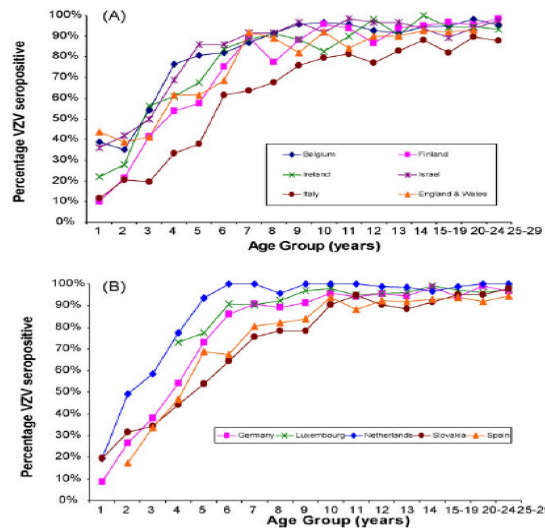 (A)
Percentage VZV seropositive
100%
90%
80%
70%
60%
50%
40%
30%
20%
10%
0%
Belgium
Finland
Ireland
Israel
Italy
England & Wales
1 2 3 4 5 6 7 8 9 10 11 12 13 14 15-19 20-24 25-29
Age Group (years)
(B)
Percentage VZV seropositive
100%
90%
80%
70%
60%
50%
40%
30%
20%
10%
0%
Germany Luxembourg Netherlands Slovakia Spain
1 2 3 4 5 6 7 8 9 10 11 12 13 14 15-19 20-24 25-29
Age Group (years)